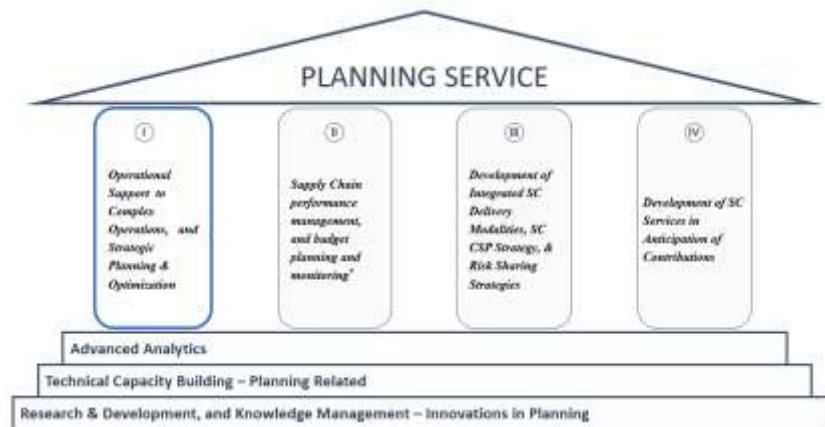 PLANNING SERVICE
I
Operational
Support to
Complex
Operations, and
Strategic
Planning &
Optimization
II
Supply Chain
performance
management,
and budget
planning and
monitoring*
III
Development of
Integrated SC
Delivery
Modalities, SC
CSP Strategy, &
Risk Sharing
Strategies
IV
Development of SC
Services in
Anticipation of
Contributions
Advanced Analytics
Technical Capacity Building – Planning Related
Research & Development, and Knowledge Management – Innovations in Planning